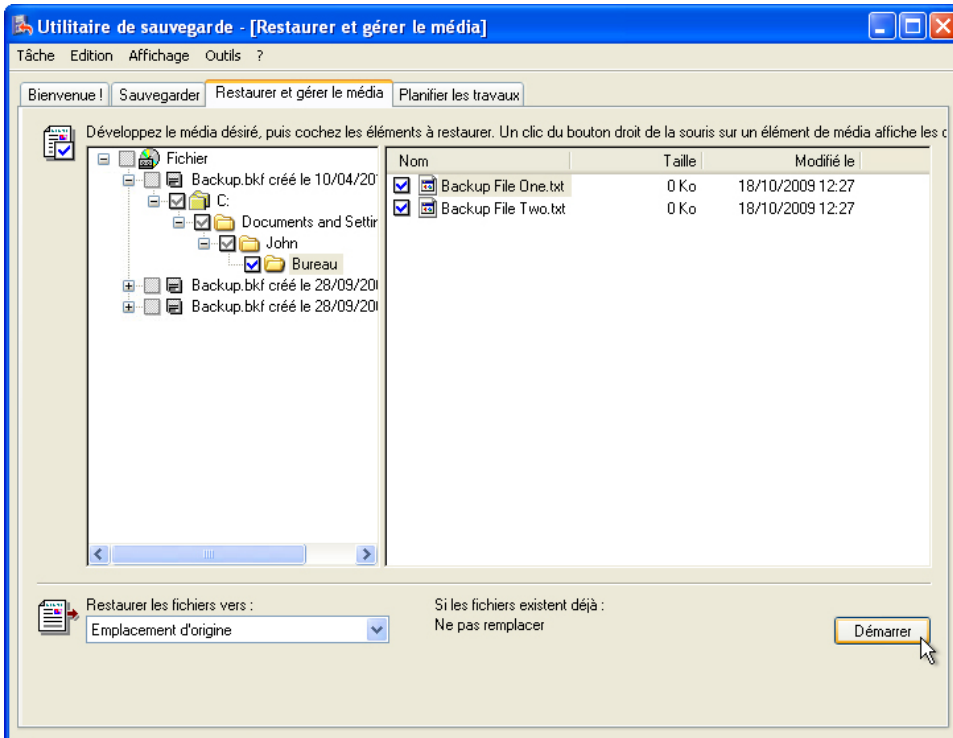 Utilitaire de sauvegarde - [Restaurer et gérer le média]
Tâche Edition Affichage Outils ?
Bienvenue ! Sauvegarder Restaurer et gérer le média Planifier les travaux
Développez le média désiré, puis cochez les éléments à restaurer. Un clic du bouton droit de la souris sur un élément de média affiche les
Fichier
Backup.bkf créé le 10/04/20
C:
Documents and Settin
John
Bureau
Backup.bkf créé le 28/09/20
Backup.bkf créé le 28/09/20
Nom Taille Modifié le
Backup File One.txt 0 Ko 18/10/2009 12:27
Backup File Two.txt 0 Ko 18/10/2009 12:27
Restaurer les fichiers vers :
Emplacement d'origine
Si les fichiers existent déjà :
Ne pas remplacer
Démarrer